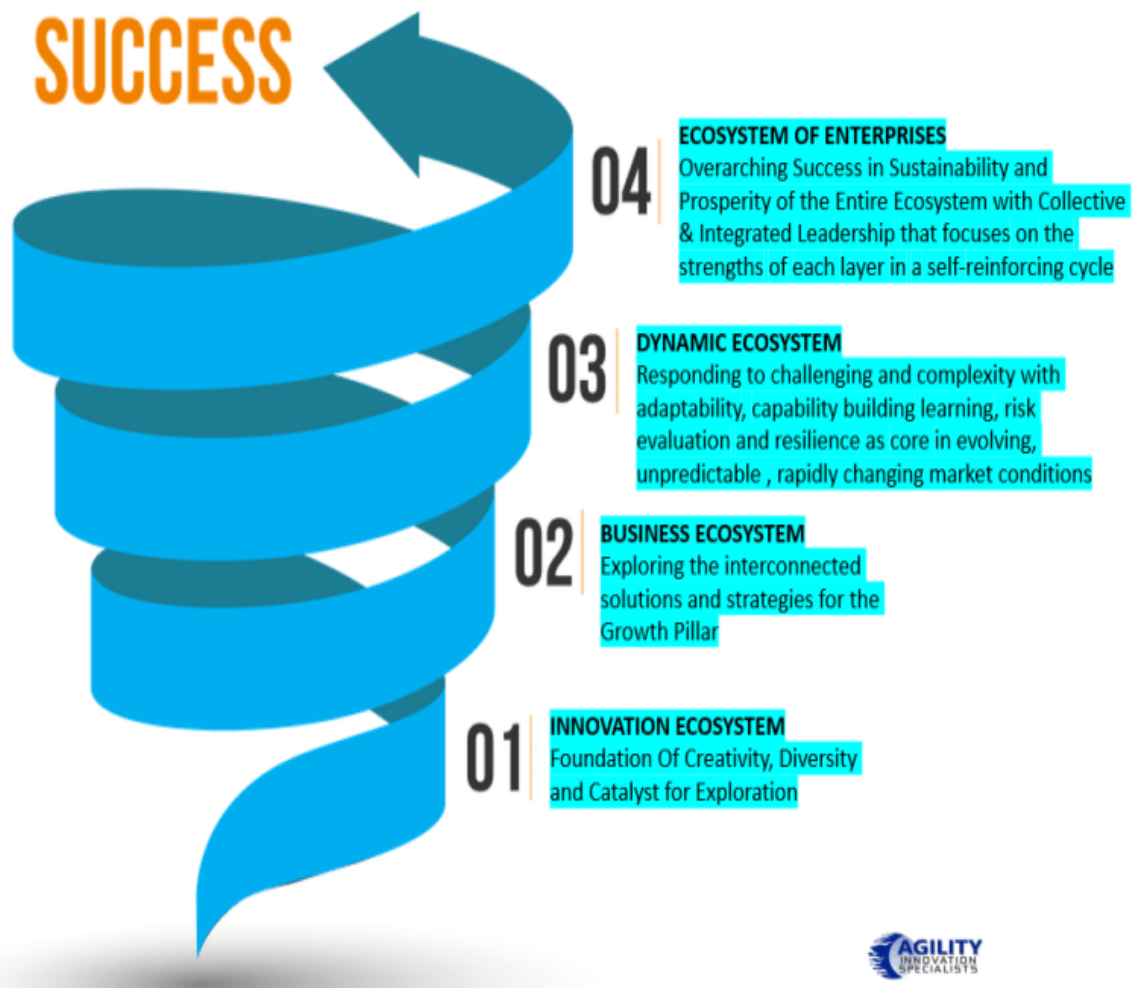 SUCCESS
04
ECOSYSTEM OF ENTERPRISES
Overarching Success in Sustainability and
Prosperity of the Entire Ecosystem with Collective
& Integrated Leadership that focuses on the
strengths of each layer in a self-reinforcing cycle
03
DYNAMIC ECOSYSTEM
Responding to challenging and complexity with
adaptability, capability building learning, risk
evaluation and resilience as core in evolving,
unpredictable , rapidly changing market conditions
02
BUSINESS ECOSYSTEM
Exploring the interconnected
solutions and strategies for the
Growth Pillar
01
INNOVATION ECOSYSTEM
Foundation Of Creativity, Diversity
and Catalyst for Exploration
AGILITY
INNOVATION
SPECIALISTS